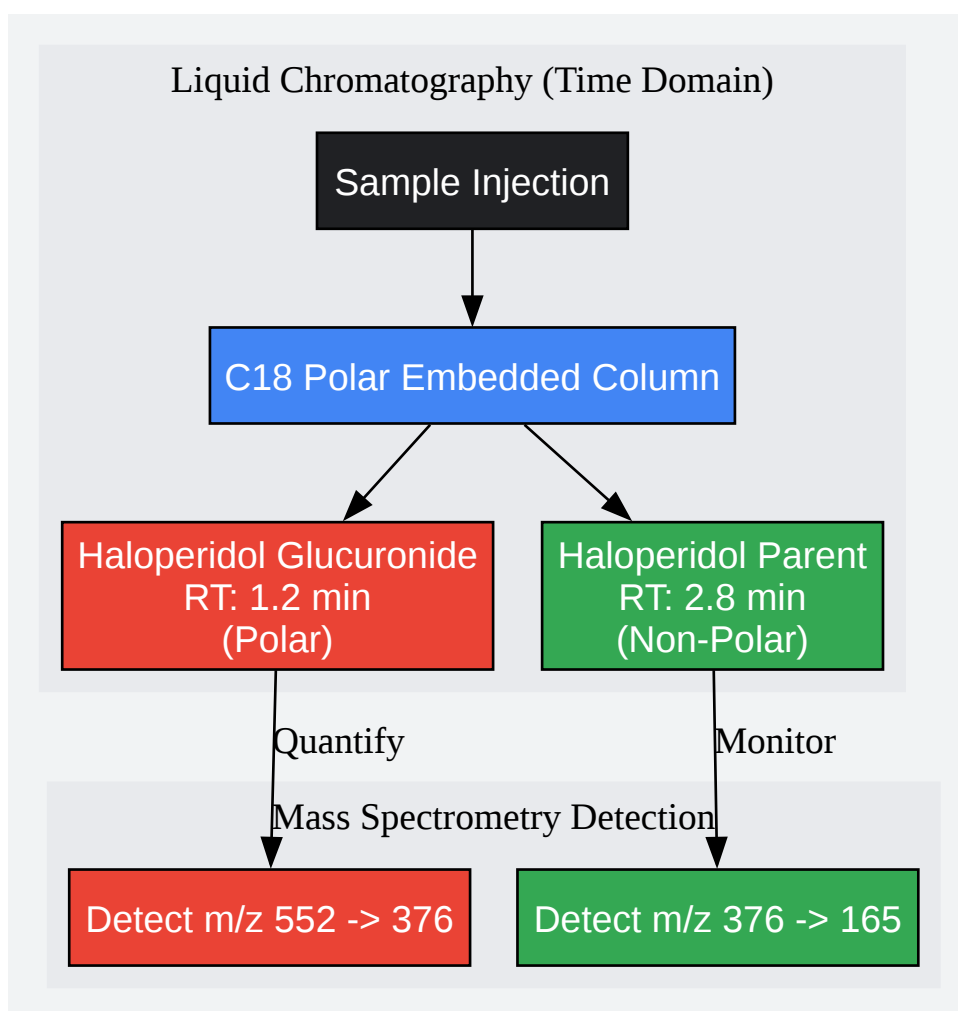 Liquid Chromatography (Time Domain)
Sample Injection
C18 Polar Embedded Column
Haloperidol Glucuronide
RT: 1.2 min
(Polar)
Haloperidol Parent
RT: 2.8 min
(Non-Polar)
Quantify
Monitor
Mass Spectrometry Detection
Detect m/z 552 -> 376
Detect m/z 376 -> 165